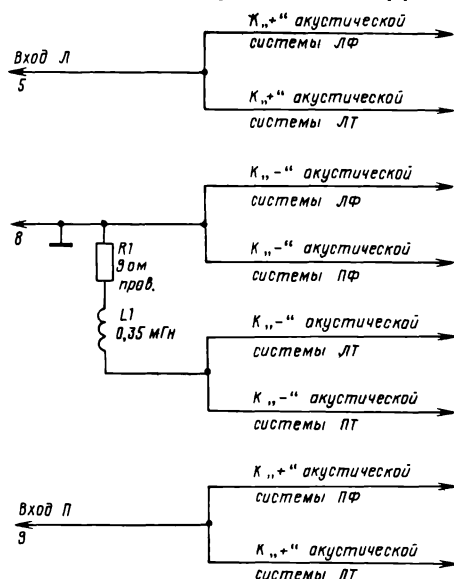 К „+“ акустической
системы ЛФ
Вход Л
5
К „+“ акустической
системы ЛТ
К „–“ акустической
системы ЛФ
8
R1
9 ом
прав.
К „–“ акустической
системы ПФ
L1
0,35 мГн
К „–“ акустической
системы ЛТ
К „–“ акустической
системы ПТ
К „+“ акустической
системы ПФ
Вход П
9
К „+“ акустической
системы ЛТ